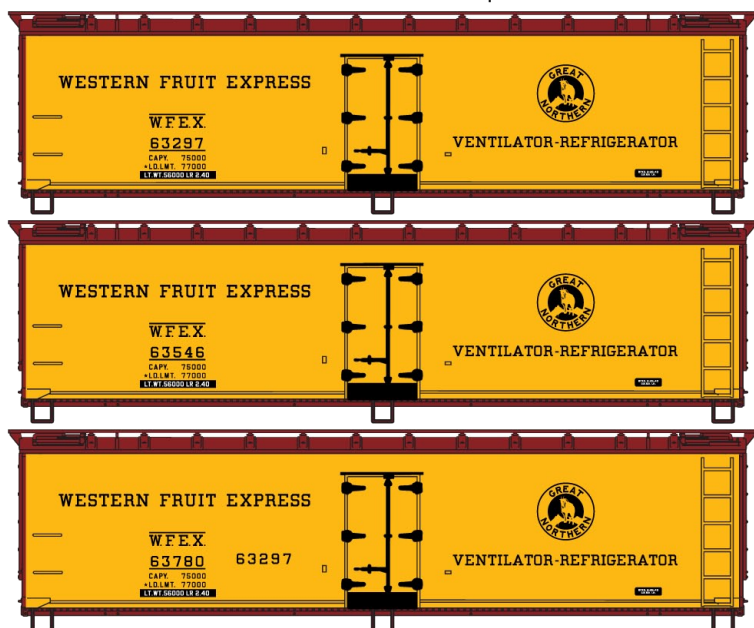 WESTERN FRUIT EXPRESS
W.F.E.X.
63297
CAPY. 75000
*LD.LMT. 77000
LT.WT.56000 LR 2.40
GREAT
NORTHERN
VENTILATOR-REFRIGERATOR
WESTERN FRUIT EXPRESS
W.F.E.X.
63546
CAPY. 75000
*LD.LMT. 77000
LT.WT.56000 LR 2.40
GREAT
NORTHERN
VENTILATOR-REFRIGERATOR
WESTERN FRUIT EXPRESS
W.F.E.X.
63780 63297
CAPY. 75000
*LD.LMT. 77000
LT.WT.56000 LR 2.40
GREAT
NORTHERN
VENTILATOR-REFRIGERATOR